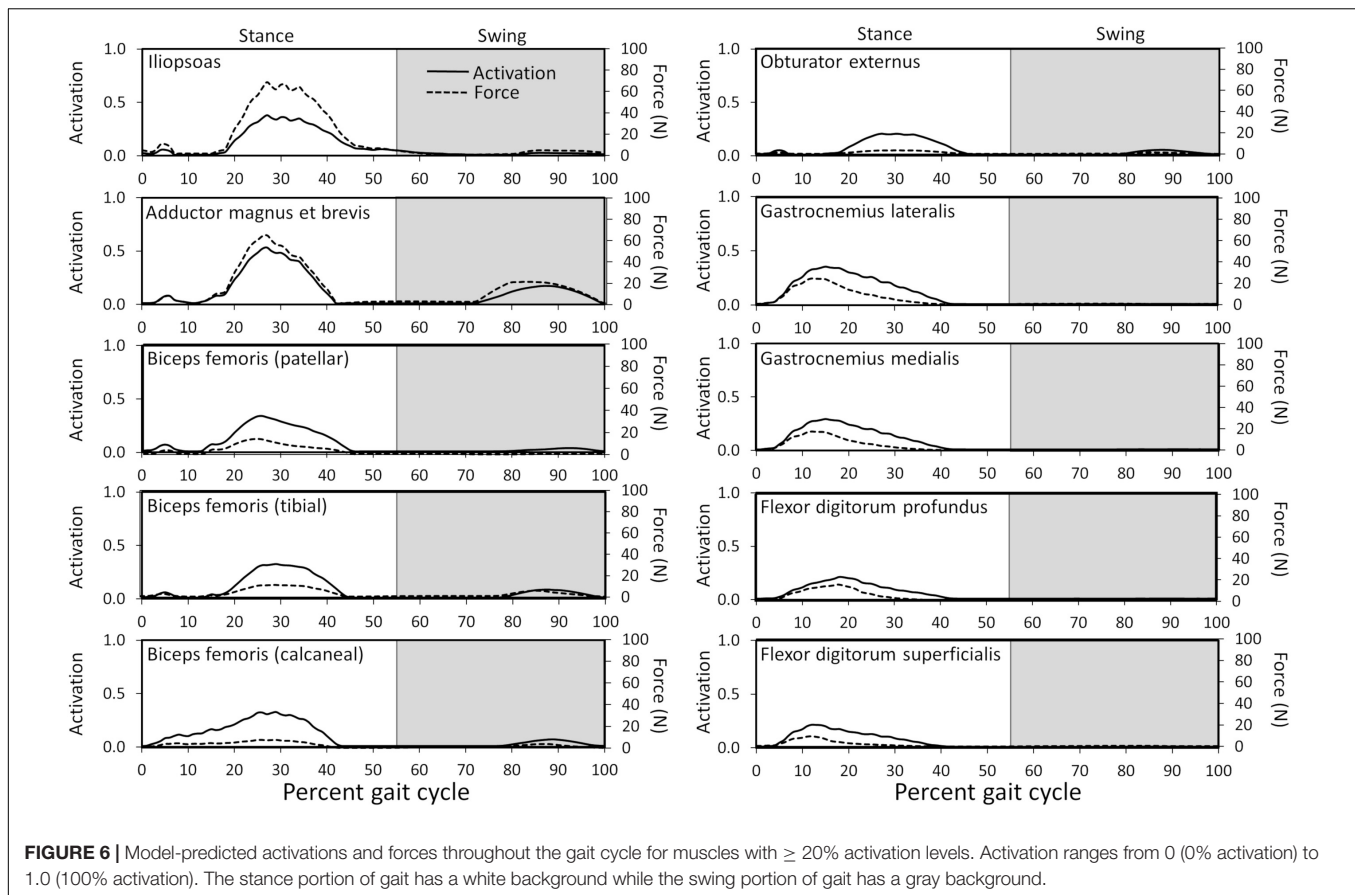 Stance Swing
1.0 100
Iliopsoas
Activation
Force
80
60
0.5
40
20
0.0 0
Activation
Force (N)
0 10 20 30 40 50 60 70 80 90 100
1.0 100
Adductor magnus et brevis
80
60
0.5
40
20
0.0 0
Activation
Force (N)
0 10 20 30 40 50 60 70 80 90 100
1.0 100
Biceps femoris (patellar)
80
60
0.5
40
20
0.0 0
Activation
Force (N)
0 10 20 30 40 50 60 70 80 90 100
1.0 100
Biceps femoris (tibial)
80
60
0.5
40
20
0.0 0
Activation
Force (N)
0 10 20 30 40 50 60 70 80 90 100
1.0 100
Biceps femoris (calcaneal)
80
60
0.5
40
20
0.0 0
Activation
Force (N)
0 10 20 30 40 50 60 70 80 90 100
Percent gait cycle
Stance Swing
1.0 100
Obturator externus
80
60
0.5
40
20
0.0 0
Activation
Force (N)
0 10 20 30 40 50 60 70 80 90 100
1.0 100
Gastrocnemius lateralis
80
60
0.5
40
20
0.0 0
Activation
Force (N)
0 10 20 30 40 50 60 70 80 90 100
1.0 100
Gastrocnemius medialis
80
60
0.5
40
20
0.0 0
Activation
Force (N)
0 10 20 30 40 50 60 70 80 90 100
1.0 100
Flexor digitorum profundus
80
60
0.5
40
20
0.0 0
Activation
Force (N)
0 10 20 30 40 50 60 70 80 90 100
1.0 100
Flexor digitorum superficialis
80
60
0.5
40
20
0.0 0
Activation
Force (N)
0 10 20 30 40 50 60 70 80 90 100
Percent gait cycle
FIGURE 6 | Model-predicted activations and forces throughout the gait cycle for muscles with ≥ 20% activation levels. Activation ranges from 0 (0% activation) to
1.0 (100% activation). The stance portion of gait has a white background while the swing portion of gait has a gray background.